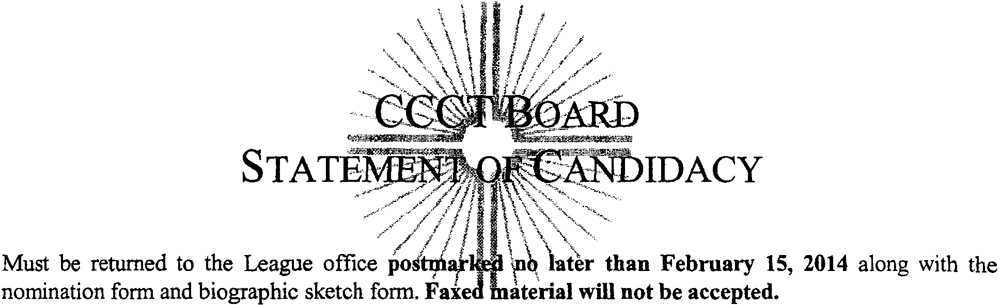 CCCT BOARD
STATEMENT OF CANDIDACY
Must be returned to the League office postmarked no later than February 15, 2014 along with the
nomination form and biographic sketch form. Faxed material will not be accepted.